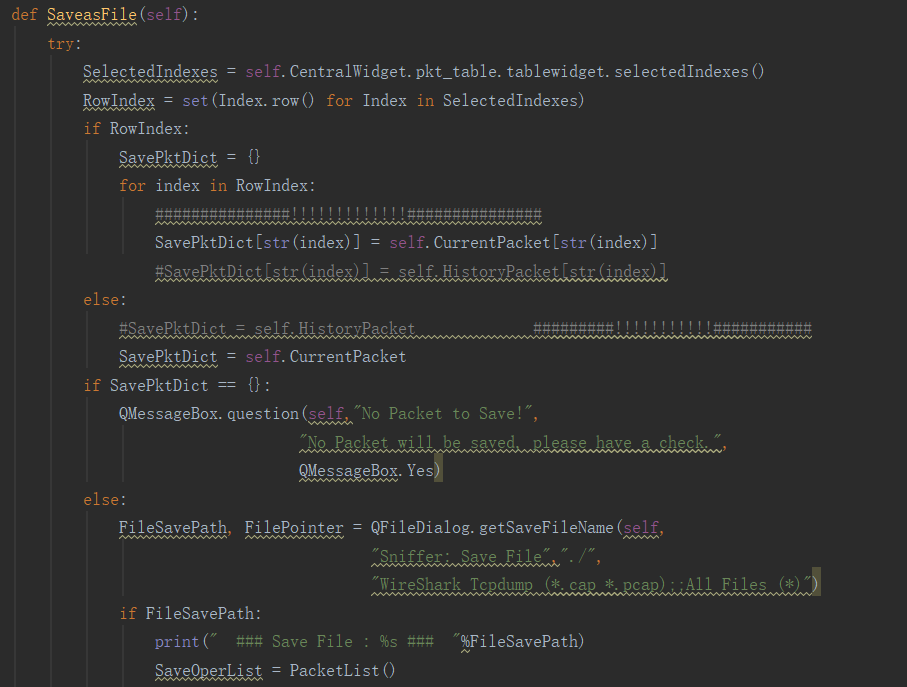 def SaveasFile(self):
    try:
        SelectedIndexes = self.CentralWidget.pkt_table.tablewidget.selectedIndexes()
        RowIndex = set(Index.row() for Index in SelectedIndexes)
        if RowIndex:
            SavePktDict = {}
            for index in RowIndex:
                ###############!!!!!!!!!!!!!###############
                SavePktDict[str(index)] = self.CurrentPacket[str(index)]
                #SavePktDict[str(index)] = self.HistoryPacket[str(index)]
        else:
            #SavePktDict = self.HistoryPacket             #########!!!!!!!!!!!###########
            SavePktDict = self.CurrentPacket
        if SavePktDict == {}:
            QMessageBox.question(self,"No Packet to Save!",
                                "No Packet will be saved, please have a check.",
                                QMessageBox.Yes)
        else:
            FileSavePath, FilePointer = QFileDialog.getSaveFileName(self,
                                        "Sniffer: Save File","./",
                                        "WireShark Tcpdump (*.cap *.pcap);;All Files (*)")
            if FileSavePath:
                print("  ### Save File : %s ###  "%FileSavePath)
                SaveOperList = PacketList()